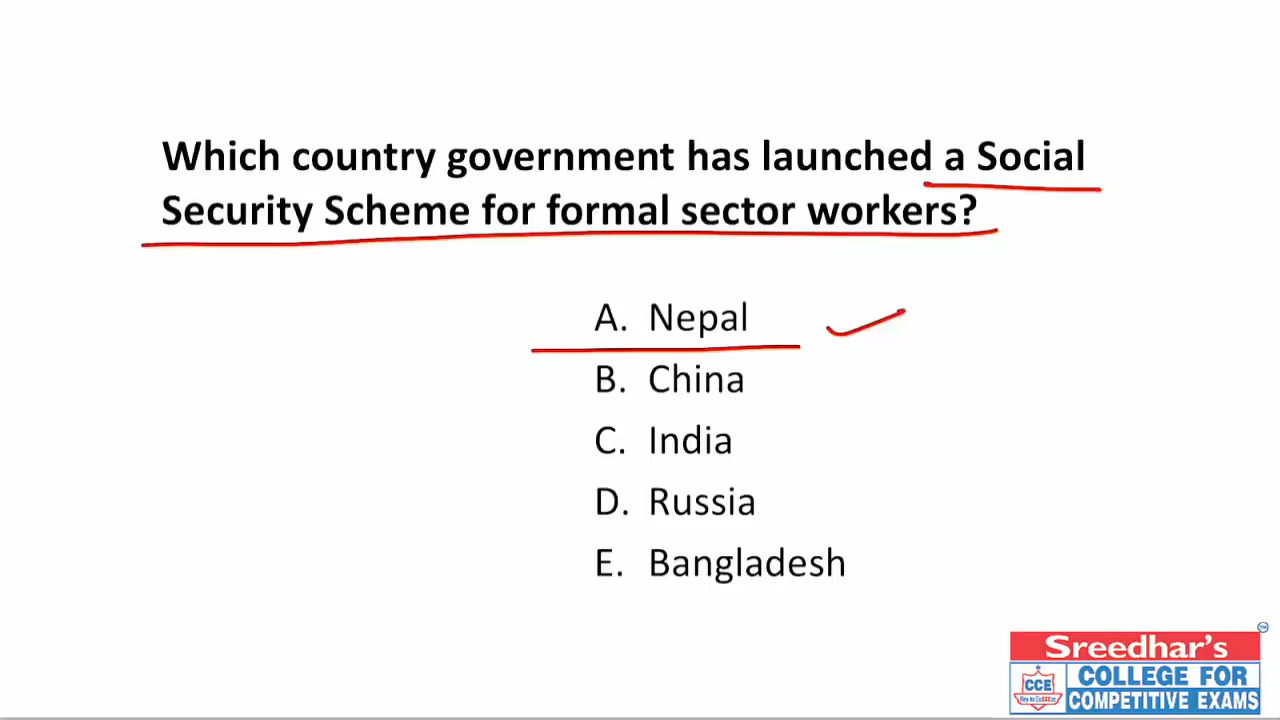 Which country government has launched a Social
Security Scheme for formal sector workers?
A. Nepal
B. China
C. India
D. Russia
E. Bangladesh
Sreedhar's
CCE
COLLEGE FOR
COMPETITIVE EXAMS